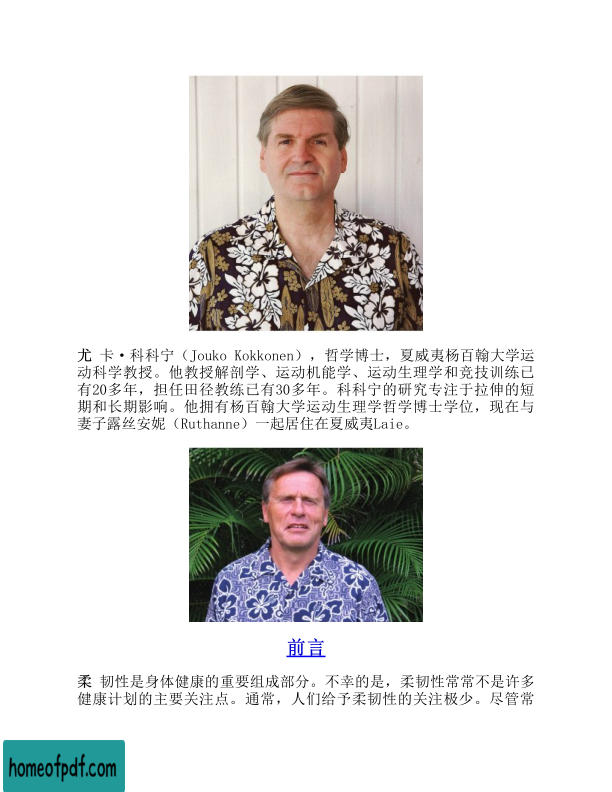 尤 卡·科科宁（Jouko Kokkonen），哲学博士，夏威夷杨百翰大学运
动科学教授。他教授解剖学、运动机能学、运动生理学和竞技训练已
有20多年，担任田径教练已有30多年。科科宁的研究专注于拉伸的短
期和长期影响。他拥有杨百翰大学运动生理学哲学博士学位，现在与
妻子露丝安妮（Ruthanne）一起居住在夏威夷Laie。
前言
柔 韧性是身体健康的重要组成部分。不幸的是，柔韧性常常不是许多
健康计划的主要关注点。通常，人们给予柔韧性的关注极少。尽管常
homeofpdf.com